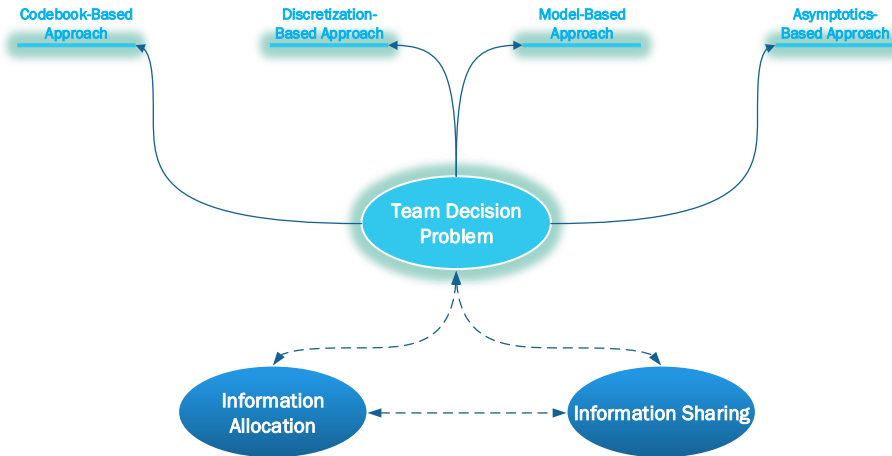 Codebook-Based
Approach
Discretization-
Based Approach
Model-Based
Approach
Asymptotics-
Based Approach
Team Decision
Problem
Information
Allocation
Information Sharing